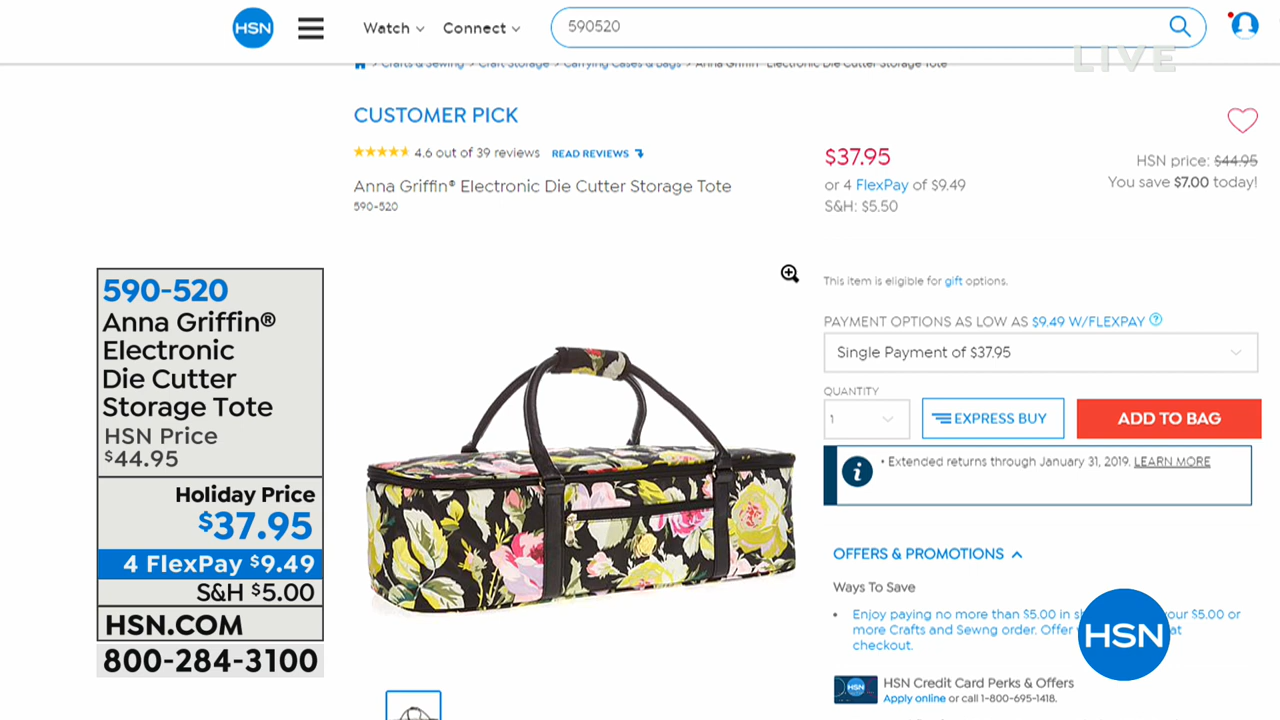 HSN
Watch
Connect
590520
LIVE
> Crafts & Sewing > Craft Storage > Carrying Cases & Bags > Anna Griffin® Electronic Die Cutter Storage Tote
CUSTOMER PICK
4.6 out of 39 reviews READ REVIEWS
Anna Griffin® Electronic Die Cutter Storage Tote
590-520
$37.95
or 4 FlexPay of $9.49
S&H: $5.50
HSN price: $44.95
You save $7.00 today!
This item is eligible for gift options.
PAYMENT OPTIONS AS LOW AS $9.49 W/FLEXPAY ?
Single Payment of $37.95
QUANTITY
1
EXPRESS BUY
ADD TO BAG
i
• Extended returns through January 31, 2019. LEARN MORE
OFFERS & PROMOTIONS
Ways To Save
• Enjoy paying no more than $5.00 in your $5.00 or
more Crafts and Sewng order. Offer at
checkout.
HSN
HSN
HSN Credit Card Perks & Offers
Apply online or call 1-800-695-1418.
590-520
Anna Griffin®
Electronic
Die Cutter
Storage Tote
HSN Price
$44.95
Holiday Price
$37.95
4 FlexPay $9.49
S&H $5.00
HSN.COM
800-284-3100